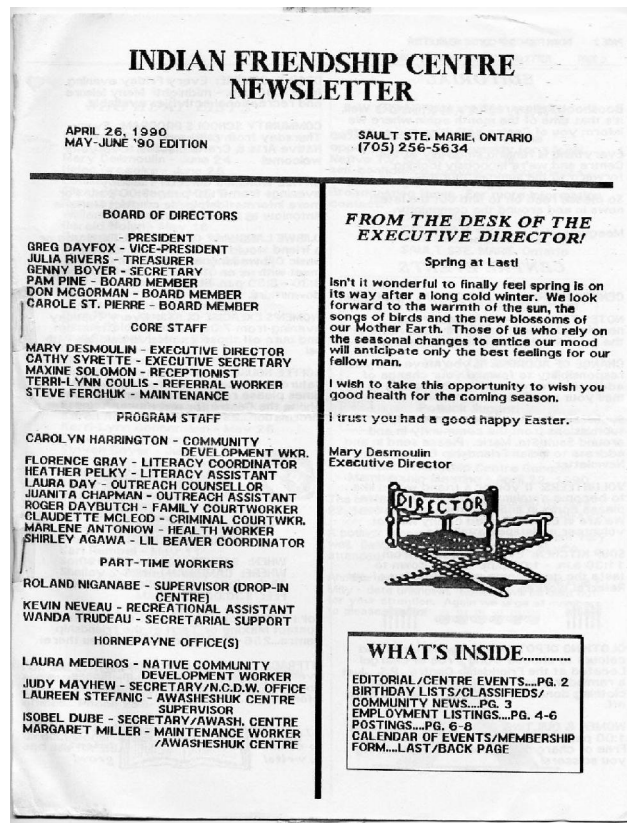 INDIAN FRIENDSHIP CENTRE
NEWSLETTER
APRIL 26, 1990
MAY-JUNE '90 EDITION
SAULT STE. MARIE, ONTARIO
(705) 256-5634
BOARD OF DIRECTORS
- PRESIDENT
GREG DAYFOX - VICE-PRESIDENT
JULIA RIVERS - TREASURER
GENNY BOYER - SECRETARY
PAM PINE - BOARD MEMBER
DON MCGORMAN - BOARD MEMBER
CAROLE ST. PIERRE - BOARD MEMBER
CORE STAFF
MARY DESMOULIN - EXECUTIVE DIRECTOR
CATHY SYRETTE - EXECUTIVE SECRETARY
MAXINE SOLOMON - RECEPTIONIST
TERRI-LYNN COULIS - REFERRAL WORKER
STEVE FERCHUK - MAINTENANCE
PROGRAM STAFF
CAROLYN HARRINGTON - COMMUNITY
DEVELOPMENT WKR.
FLORENCE GRAY - LITERACY COORDINATOR
HEATHER PELKY - LITERACY ASSISTANT
LAURA DAY - OUTREACH COUNSELLOR
JUANITA CHAPMAN - OUTREACH ASSISTANT
ROGER DAYBUTCH - FAMILY COURTWORKER
CLAUDETTE MCLEOD - CRIMINAL COURTWKR.
MARLENE ANTONIOW - HEALTH WORKER
SHIRLEY AGAWA - LIL BEAVER COORDINATOR
PART-TIME WORKERS
ROLAND NIGANABE - SUPERVISOR (DROP-IN
CENTRE)
KEVIN NEVEAU - RECREATIONAL ASSISTANT
WANDA TRUDEAU - SECRETARIAL SUPPORT
HORNEPAYNE OFFICE(S)
LAURA MEDEIROS - NATIVE COMMUNITY
DEVELOPMENT WORKER
JUDY MAYHEW - SECRETARY/N.C.D.W. OFFICE
LAUREEN STEFANIC - AWASHESHUK CENTRE
SUPERVISOR
ISOBEL DUBE - SECRETARY/AWASH. CENTRE
MARGARET MILLER - MAINTENANCE WORKER
/AWASHESHUK CENTRE
FROM THE DESK OF THE
EXECUTIVE DIRECTOR!
Spring at Last!
Isn't it wonderful to finally feel spring is on
its way after a long cold winter. We look
forward to the warmth of the sun, the
songs of birds and the new blossoms of
our Mother Earth. Those of us who rely on
the seasonal changes to entice our mood
will anticipate only the best feelings for our
fellow man.
I wish to take this opportunity to wish you
good health for the coming season.
I trust you had a good happy Easter.
Mary Desmoulin
Executive Director
DIRECTOR
WHAT'S INSIDE...........
EDITORIAL/CENTRE EVENTS....PG. 2
BIRTHDAY LISTS/CLASSIFIEDS/
COMMUNITY NEWS....PG. 3
EMPLOYMENT LISTINGS....PG. 4-6
POSTINGS....PG. 6-8
CALENDAR OF EVENTS/MEMBERSHIP
FORM....LAST/BACK PAGE